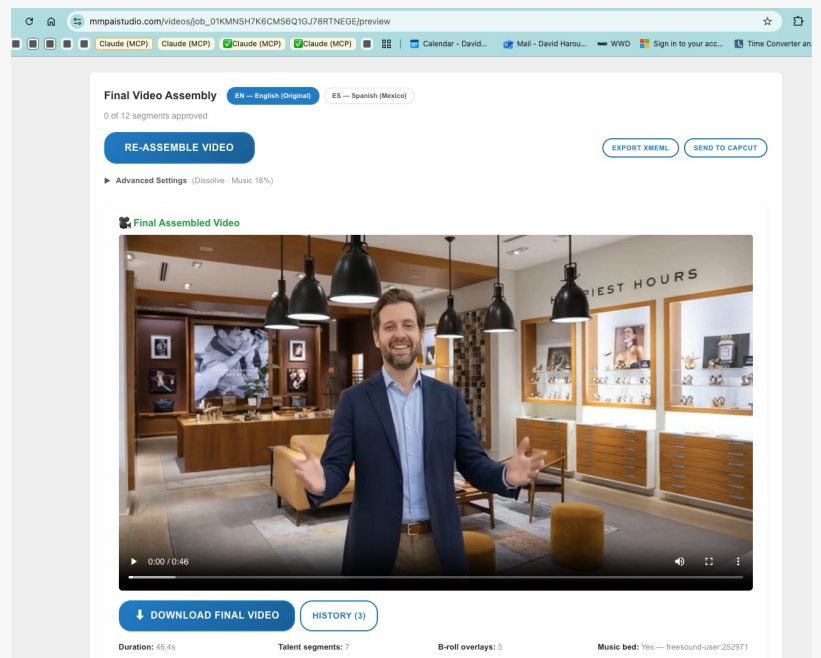 mmpaistudio.com/videos/job_01KMNSH7K6CMS6Q1GJ78RTNEGE/preview
Claude (MCP) Claude (MCP) ✅Claude (MCP) ✅Claude (MCP) Calendar - David... Mail - David Harou... WWD Sign in to your acc... Time Converter an
Final Video Assembly EN — English (Original) ES — Spanish (Mexico)
0 of 12 segments approved
RE-ASSEMBLE VIDEO EXPORT XMEML SEND TO CAPCUT
▶ Advanced Settings (Dissolve · Music 16%)
🎥 Final Assembled Video
PIEST HOURS
0:00 / 0:46
⬇ DOWNLOAD FINAL VIDEO HISTORY (3)
Duration: 46.4s Talent segments: 7 B-roll overlays: 5 Music bed: Yes — freesound-user:252971